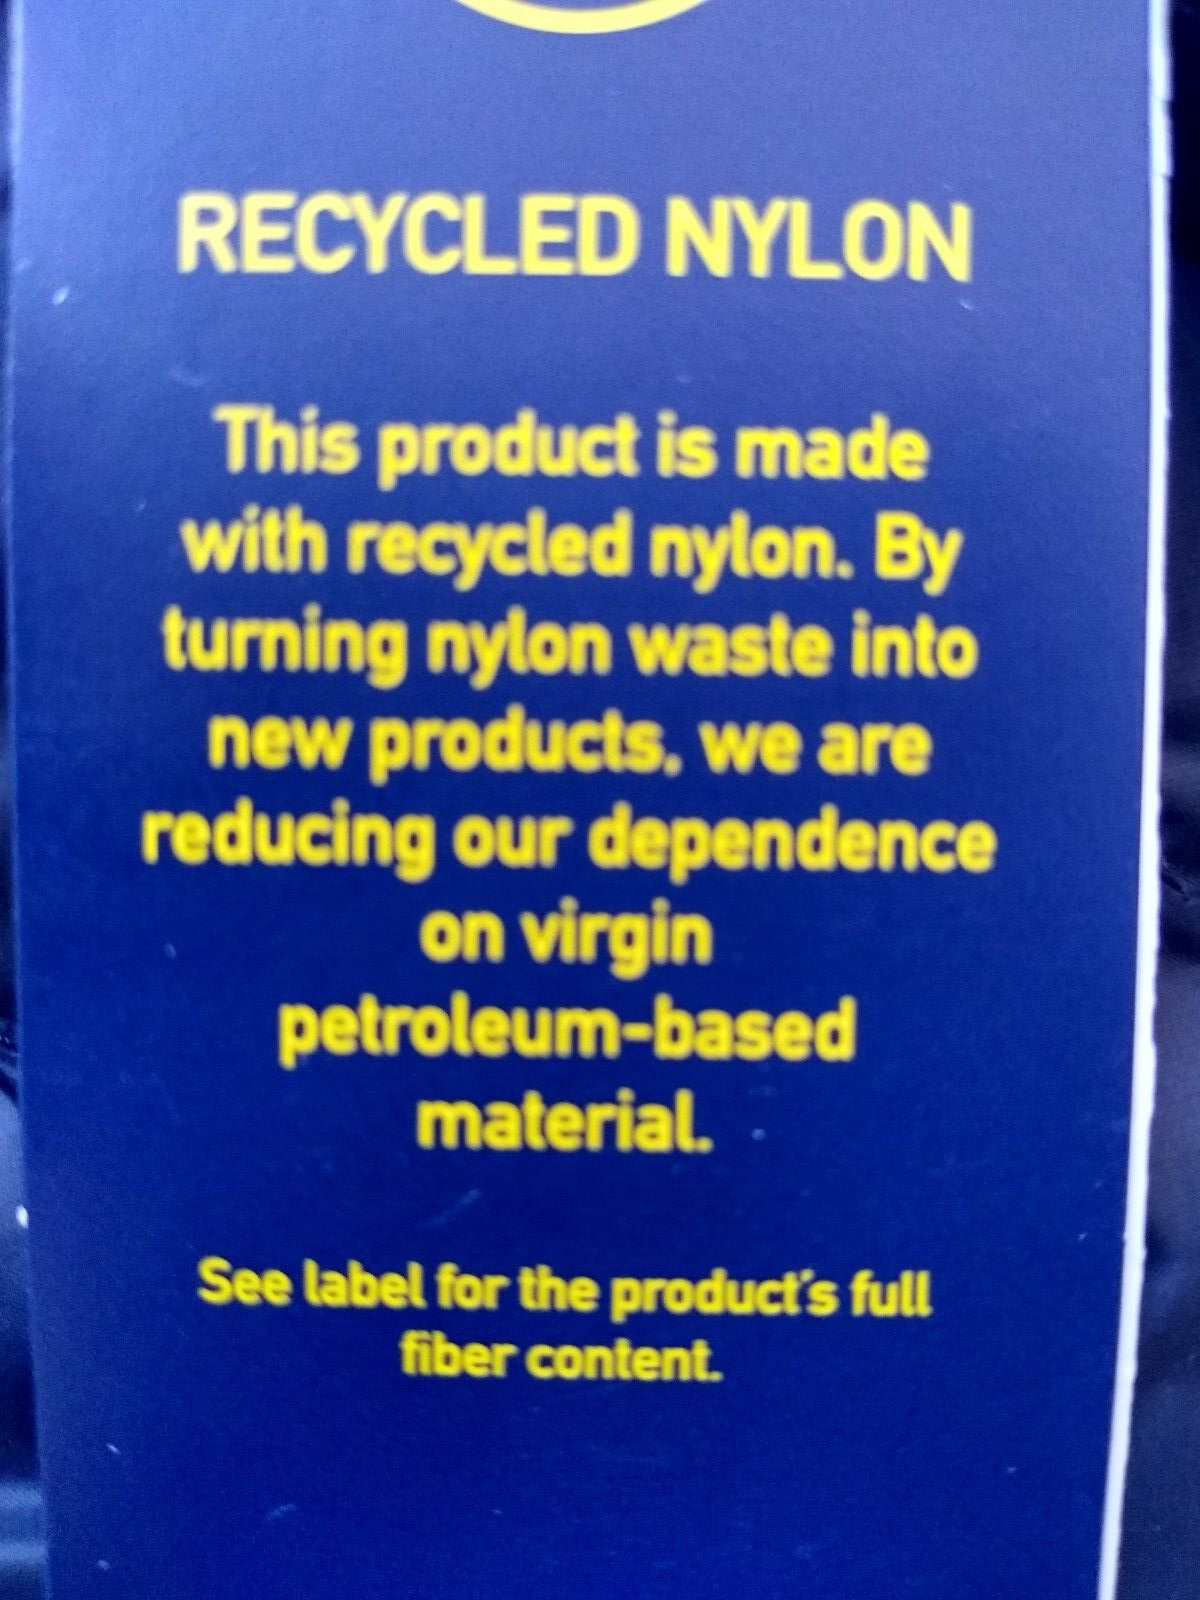 RECYCLED NYLON
This product is made
with recycled nylon. By
turning nylon waste into
new products, we are
reducing our dependence
on virgin
petroleum-based
material.
See label for the product's full
fiber content.